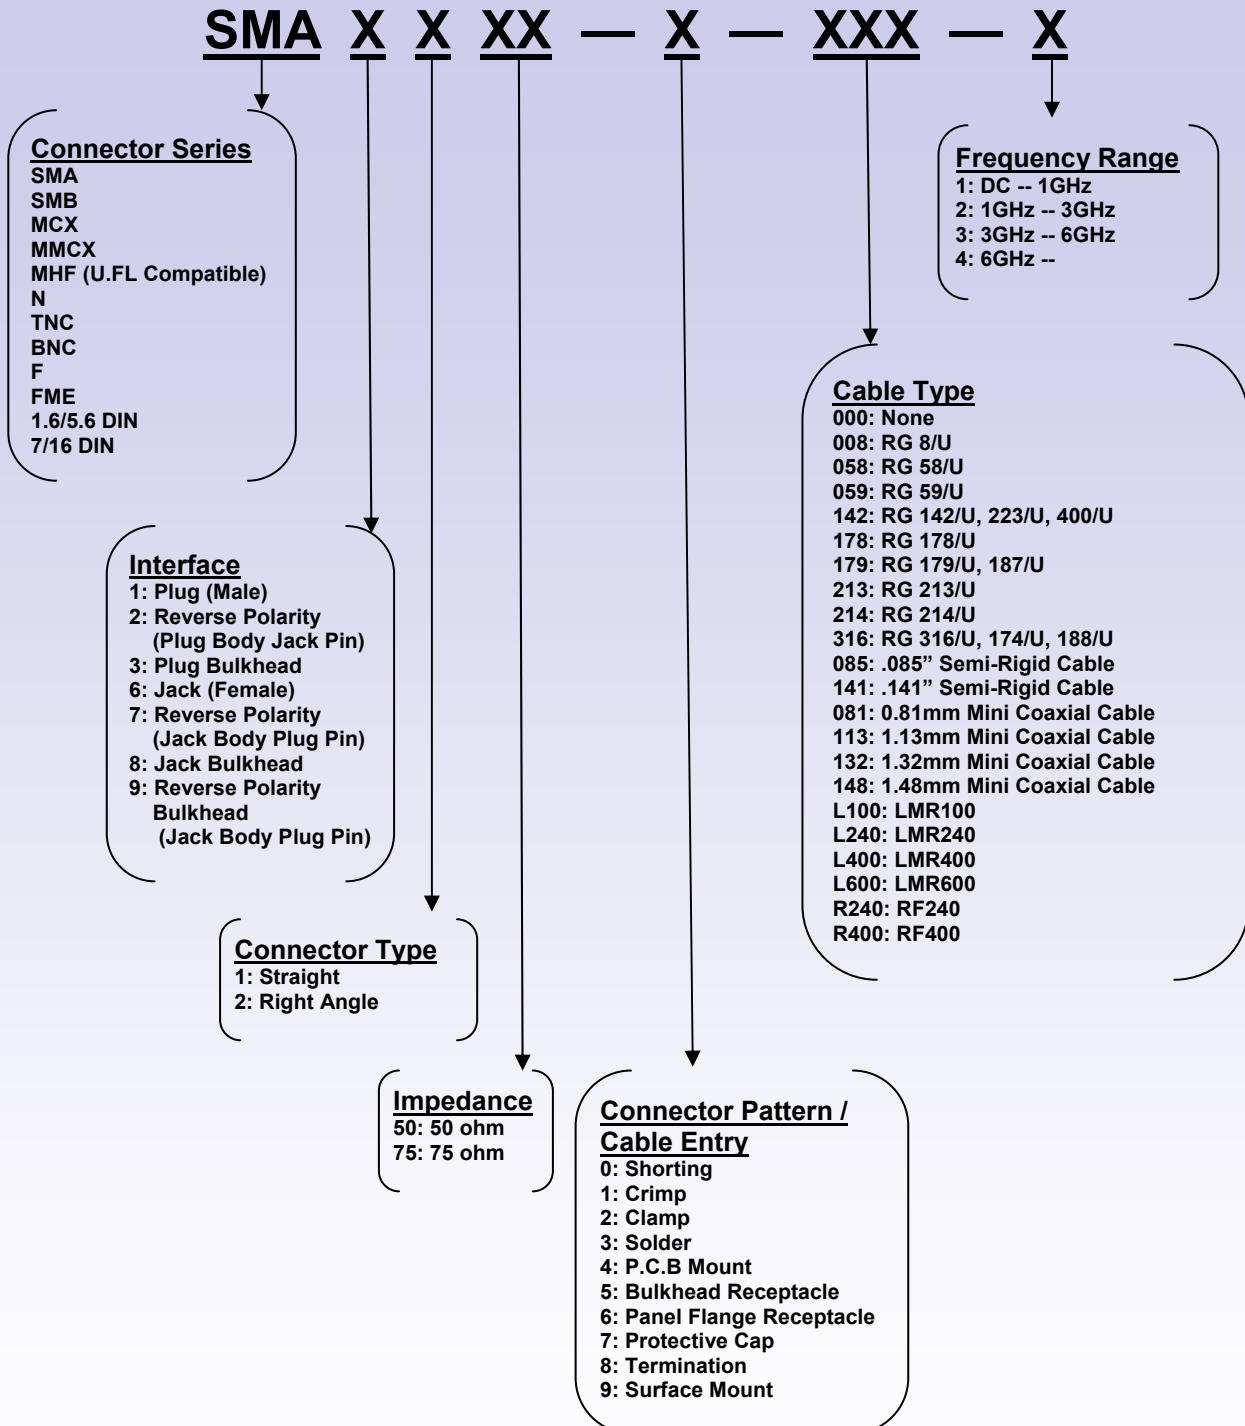 SMA X X XX — X — XXX — X
Connector Series
SMA
SMB
MCX
MMCX
MHF (U.FL Compatible)
N
TNC
BNC
F
FME
1.6/5.6 DIN
7/16 DIN
Frequency Range
1: DC -- 1GHz
2: 1GHz -- 3GHz
3: 3GHz -- 6GHz
4: 6GHz --
Interface
1: Plug (Male)
2: Reverse Polarity
(Plug Body Jack Pin)
3: Plug Bulkhead
6: Jack (Female)
7: Reverse Polarity
(Jack Body Plug Pin)
8: Jack Bulkhead
9: Reverse Polarity
Bulkhead
(Jack Body Plug Pin)
Cable Type
000: None
008: RG 8/U
058: RG 58/U
059: RG 59/U
142: RG 142/U, 223/U, 400/U
178: RG 178/U
179: RG 179/U, 187/U
213: RG 213/U
214: RG 214/U
316: RG 316/U, 174/U, 188/U
085: .085” Semi-Rigid Cable
141: .141” Semi-Rigid Cable
081: 0.81mm Mini Coaxial Cable
113: 1.13mm Mini Coaxial Cable
132: 1.32mm Mini Coaxial Cable
148: 1.48mm Mini Coaxial Cable
L100: LMR100
L240: LMR240
L400: LMR400
L600: LMR600
R240: RF240
R400: RF400
Connector Type
1: Straight
2: Right Angle
Impedance
50: 50 ohm
75: 75 ohm
Connector Pattern /
Cable Entry
0: Shorting
1: Crimp
2: Clamp
3: Solder
4: P.C.B Mount
5: Bulkhead Receptacle
6: Panel Flange Receptacle
7: Protective Cap
8: Termination
9: Surface Mount